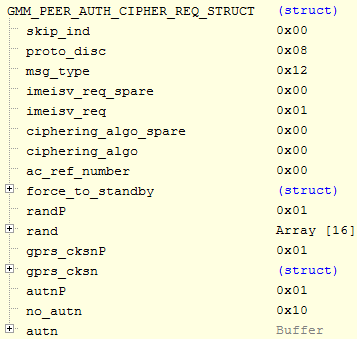 GMM_PEER_AUTH_CIPHER_REQ_STRUCT (struct)
skip_ind 0x00
proto_disc 0x08
msg_type 0x12
imeisv_req_spare 0x00
imeisv_req 0x01
ciphering_algo_spare 0x00
ciphering_algo 0x00
ac_ref_number 0x00
force_to_standby (struct)
randP 0x01
rand Array [16]
gprs_cksnP 0x01
gprs_cksn (struct)
autnP 0x01
no_autn 0x10
autn Buffer